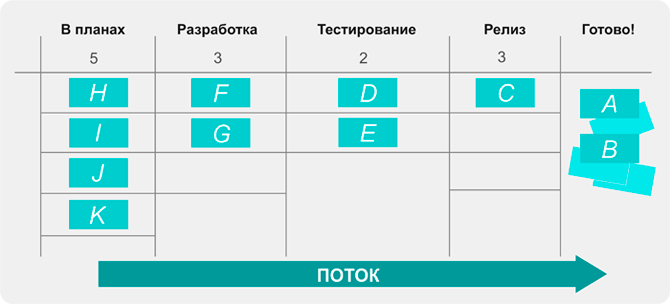 В планах Разработка Тестирование Релиз Готово!
5 3 2 3
H F D C A
I G E B
J
K
ПОТОК